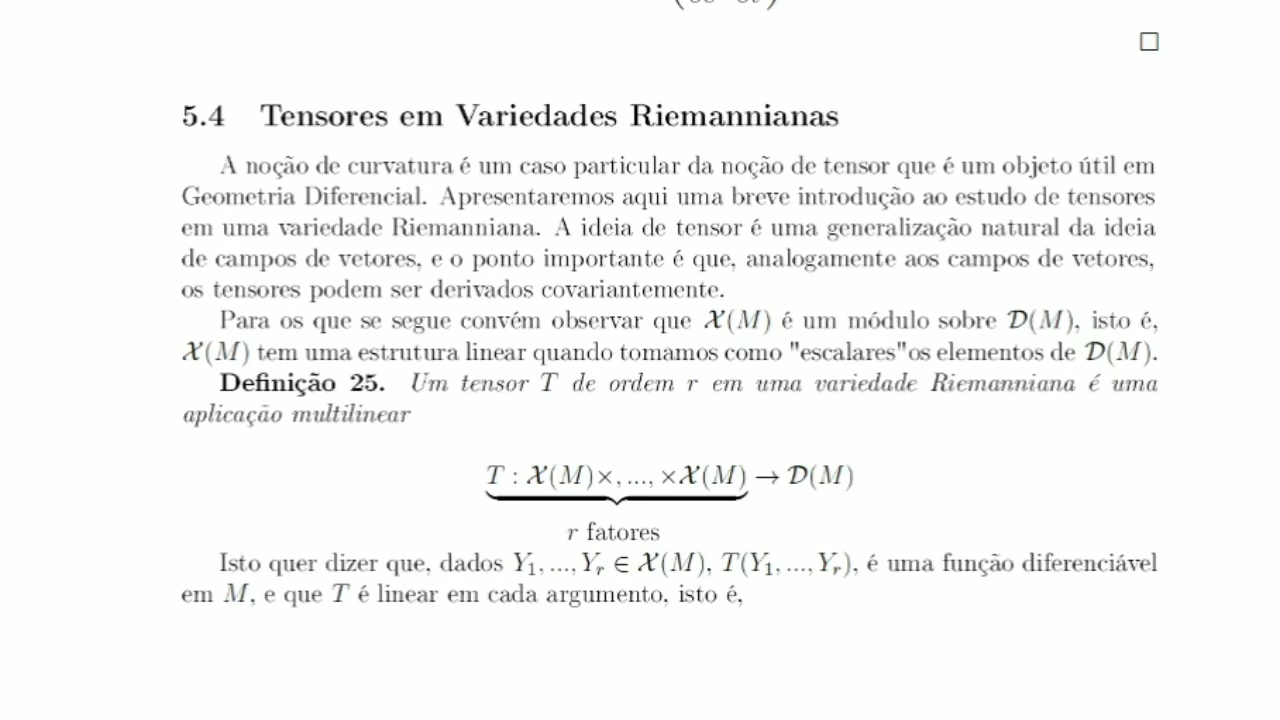 5.4 Tensores em Variedades Riemannianas
A noção de curvatura é um caso particular da noção de tensor que é um objeto útil em
Geometria Diferencial. Apresentaremos aqui uma breve introdução ao estudo de tensores
em uma variedade Riemanniana. A ideia de tensor é uma generalização natural da ideia
de campos de vetores, e o ponto importante é que, analogamente aos campos de vetores,
os tensores podem ser derivados covariantemente.
Para os que se segue convém observar que 𝒳(M) é um módulo sobre 𝒟(M), isto é,
𝒳(M) tem uma estrutura linear quando tomamos como "escalares"os elementos de 𝒟(M).
Definição 25. Um tensor T de ordem r em uma variedade Riemanniana é uma
aplicação multilinear
T : 𝒳(M)×, ..., ×𝒳(M) → 𝒟(M)
r fatores
Isto quer dizer que, dados Y₁, ..., Yᵣ ∈ 𝒳(M), T(Y₁, ..., Yᵣ), é uma função diferenciável
em M, e que T é linear em cada argumento, isto é,